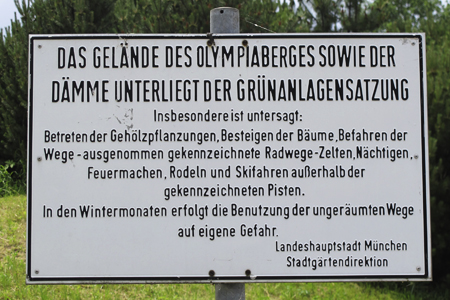 DAS GELÄNDE DES OLYMPIABERGES SOWIE DER
DÄMME UNTERLIEGT DER GRÜNANLAGENSATZUNG
Insbesondere ist untersagt:
Betreten der Gehölzpflanzungen, Besteigen der Bäume, Befahren der
Wege - ausgenommen gekennzeichnete Radwege - Zelten, Nächtigen,
Feuermachen, Rodeln und Skifahren außerhalb der
gekennzeichneten Pisten.
In den Wintermonaten erfolgt die Benutzung der ungeräumten Wege
auf eigene Gefahr.
Landeshauptstadt München
Stadtgärtendirektion